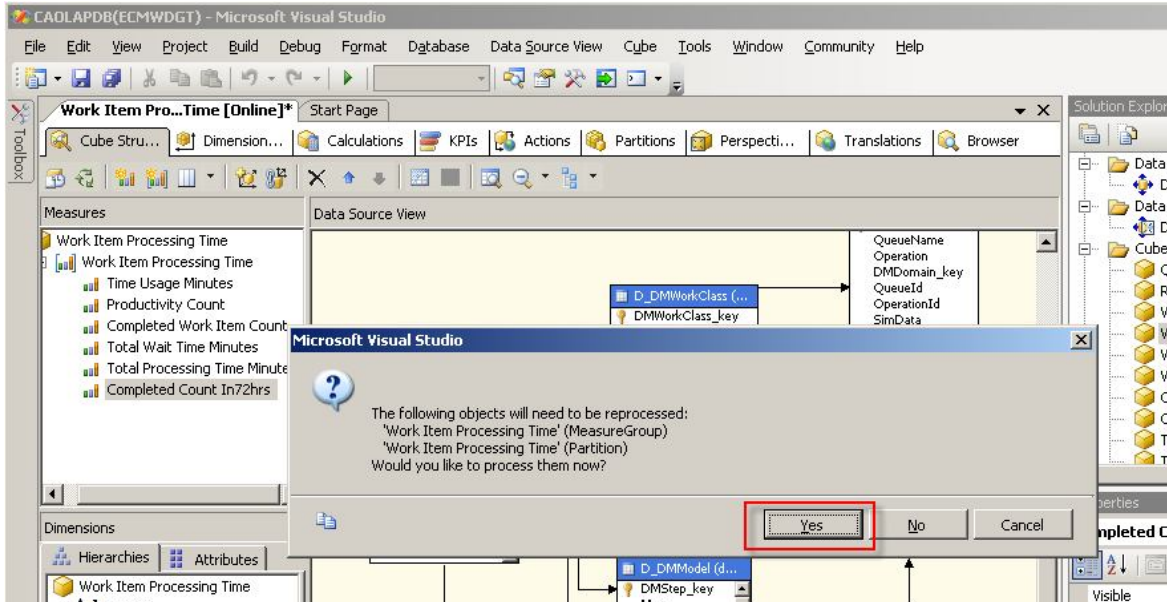 CAOLAPDB(ECMWDGT) - Microsoft Visual Studio
File Edit View Project Build Debug Format Database Data Source View Cube Tools Window Community Help
Work Item Pro...Time [Online]* Start Page
Solution Explor
Toolbox
Cube Stru... Dimension... Calculations KPIs Actions Partitions Perspecti... Translations Browser
Measures
Data Source View
Work Item Processing Time
Work Item Processing Time
Time Usage Minutes
Productivity Count
Completed Work Item Count
Total Wait Time Minutes
Total Processing Time Minute
Completed Count In72hrs
QueueName
Operation
DMDomain_key
QueueId
OperationId
SimData
D_DMWorkClass (...
DMWorkClass_key
Data
D
Data
D
Cube
Microsoft Visual Studio
The following objects will need to be reprocessed:
'Work Item Processing Time' (MeasureGroup)
'Work Item Processing Time' (Partition)
Would you like to process them now?
Yes No Cancel
Dimensions
Hierarchies Attributes
Work Item Processing Time
D_DMModel (d...
DMStep_key
perties
mpleted C
Visible